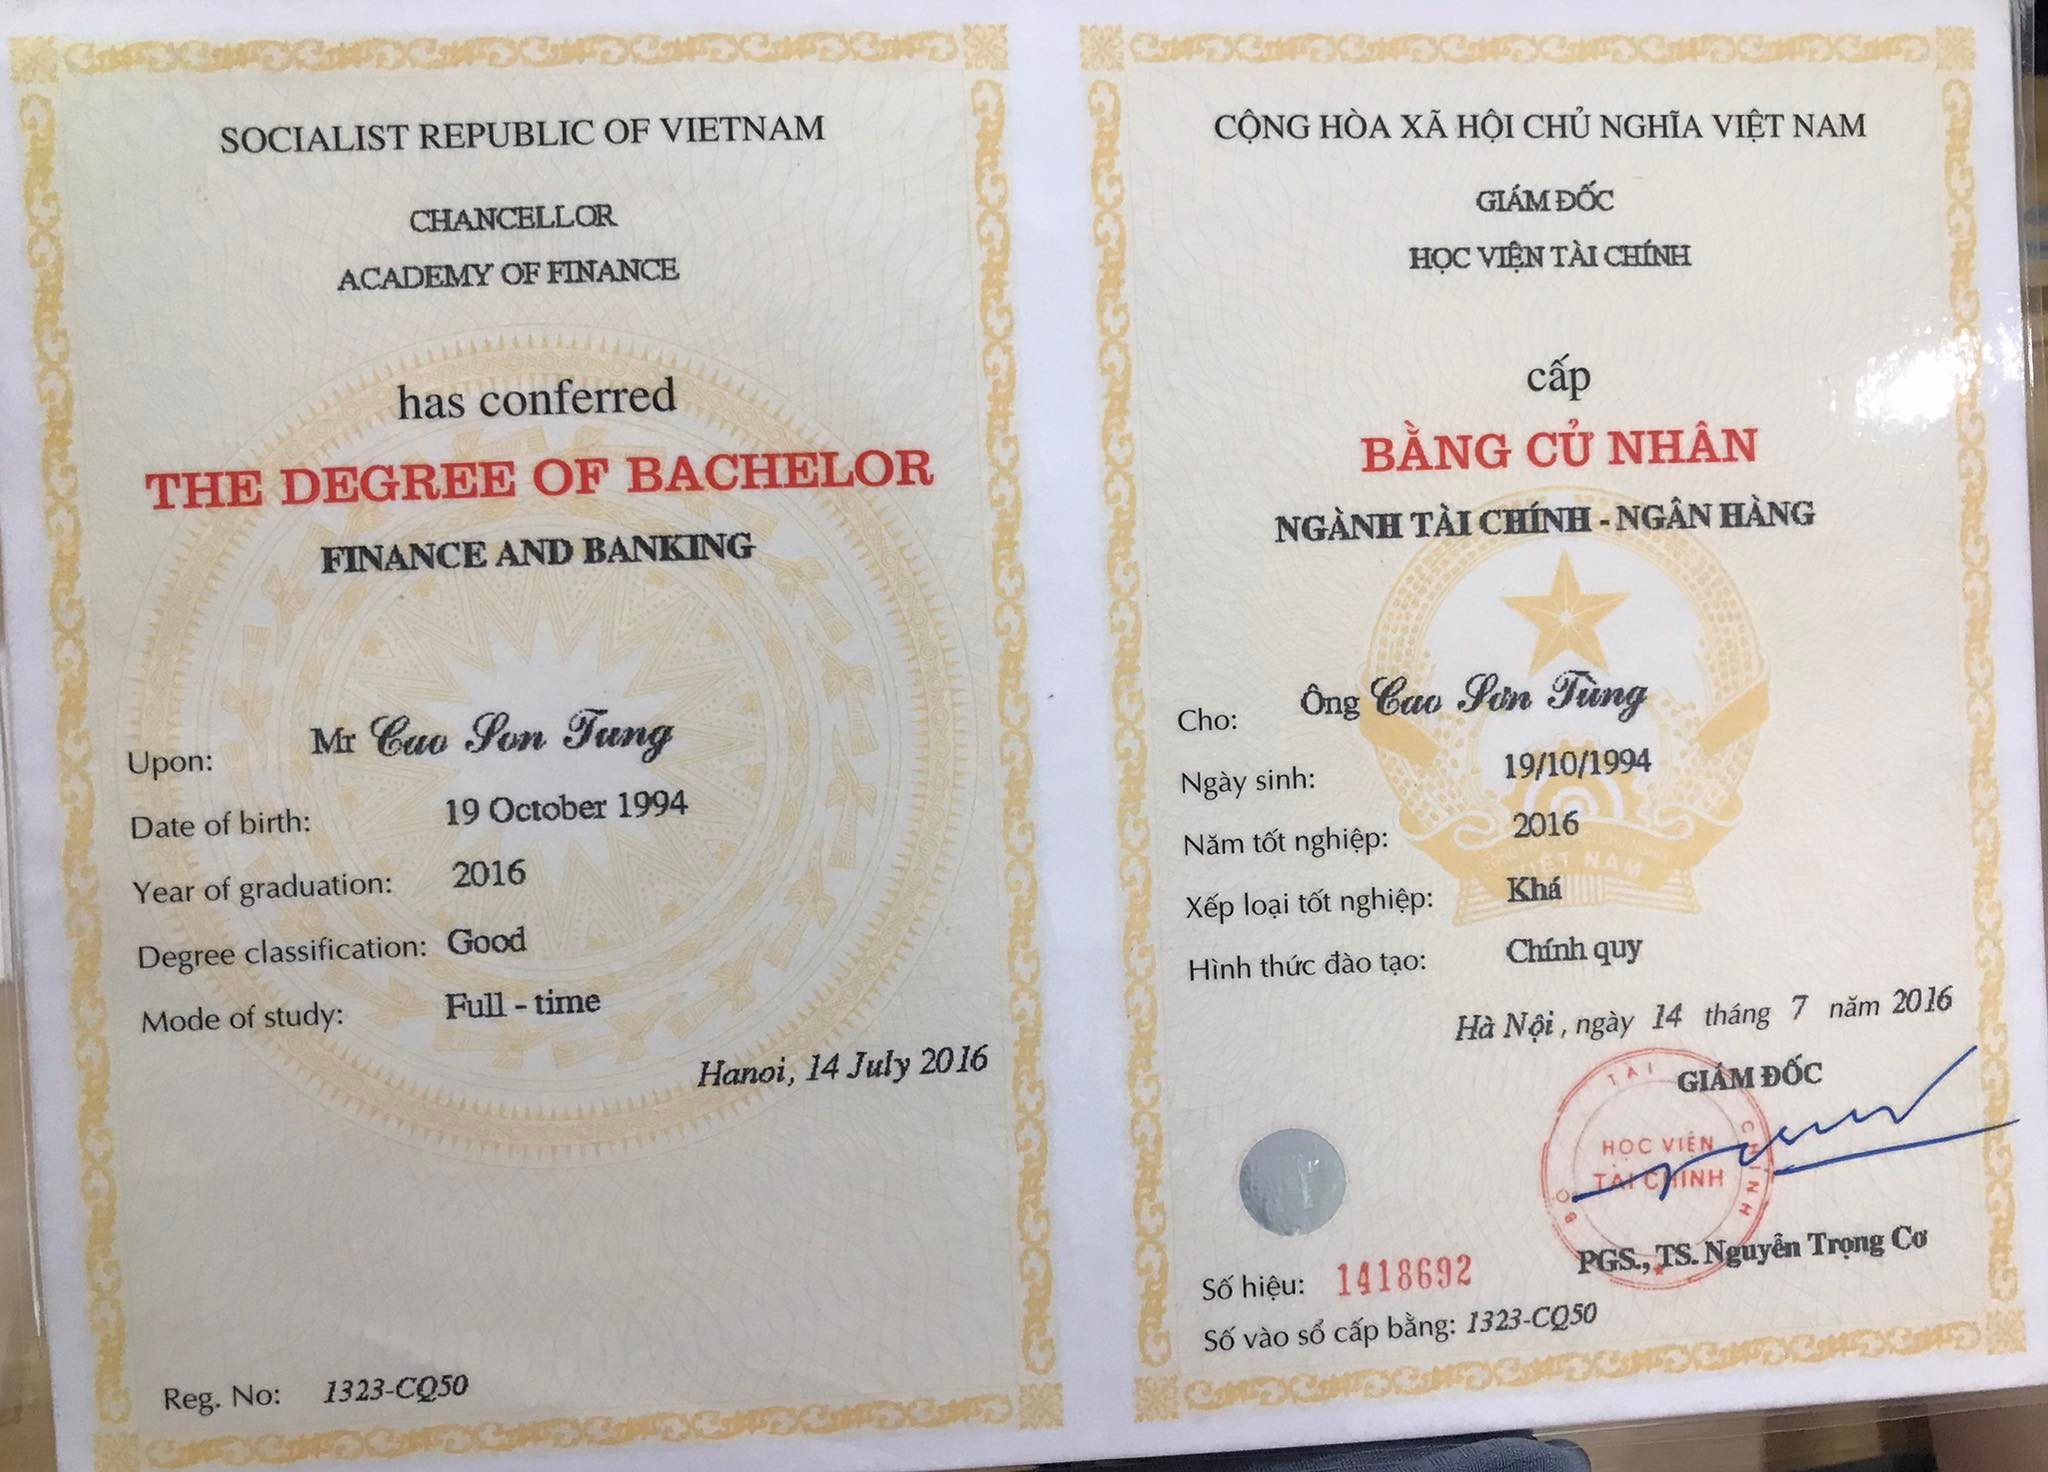 SOCIALIST REPUBLIC OF VIETNAM
CHANCELLOR
ACADEMY OF FINANCE
has conferred
THE DEGREE OF BACHELOR
FINANCE AND BANKING
Upon: Mr Cao Son Tung
Date of birth: 19 October 1994
Year of graduation: 2016
Degree classification: Good
Mode of study: Full - time
Hanoi, 14 July 2016
Reg. No: 1323-CQ50
CỘNG HÒA XÃ HỘI CHỦ NGHĨA VIỆT NAM
GIÁM ĐỐC
HỌC VIỆN TÀI CHÍNH
cấp
BẰNG CỬ NHÂN
NGÀNH TÀI CHÍNH - NGÂN HÀNG
Cho: Ông Cao Sơn Tùng
Ngày sinh: 19/10/1994
Năm tốt nghiệp: 2016
VIỆT NAM
Xếp loại tốt nghiệp: Khá
Hình thức đào tạo: Chính quy
Hà Nội, ngày 14 tháng 7 năm 2016
GIÁM ĐỐC
BỘ TÀI CHÍNH
HỌC VIỆN
TÀI CHÍNH
PGS., TS. Nguyễn Trọng Cơ
Số hiệu: 1418692
Số vào sổ cấp bằng: 1323-CQ50